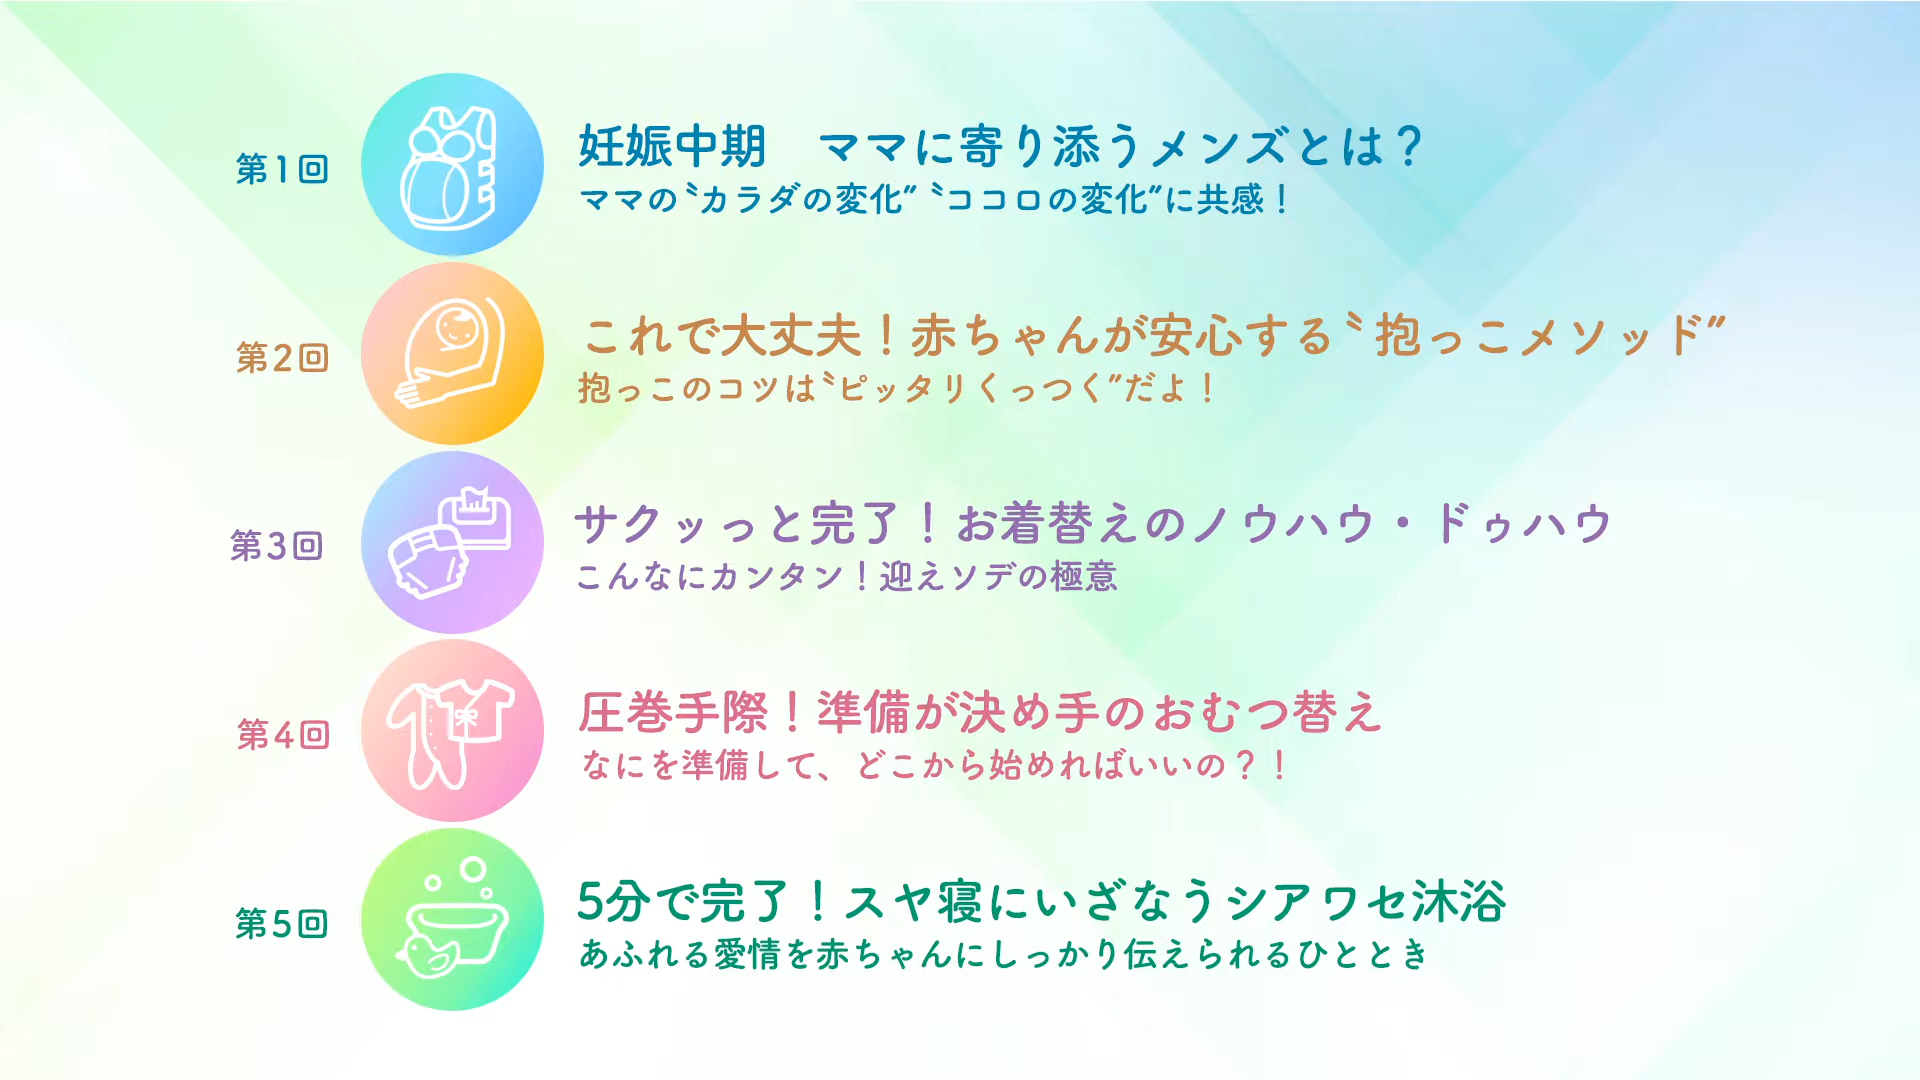 第1回
妊娠中期　ママに寄り添うメンズとは？
ママの〝カラダの変化〞〝ココロの変化〞に共感！
第2回
これで大丈夫！赤ちゃんが安心する〝抱っこメソッド〞
抱っこのコツは〝ピッタリくっつく〞だよ！
第3回
サクッっと完了！お着替えのノウハウ・ドゥハウ
こんなにカンタン！迎えソデの極意
第4回
圧巻手際！準備が決め手のおむつ替え
なにを準備して、どこから始めればいいの？！
第5回
5分で完了！スヤ寝にいざなうシアワセ沐浴
あふれる愛情を赤ちゃんにしっかり伝えられるひととき